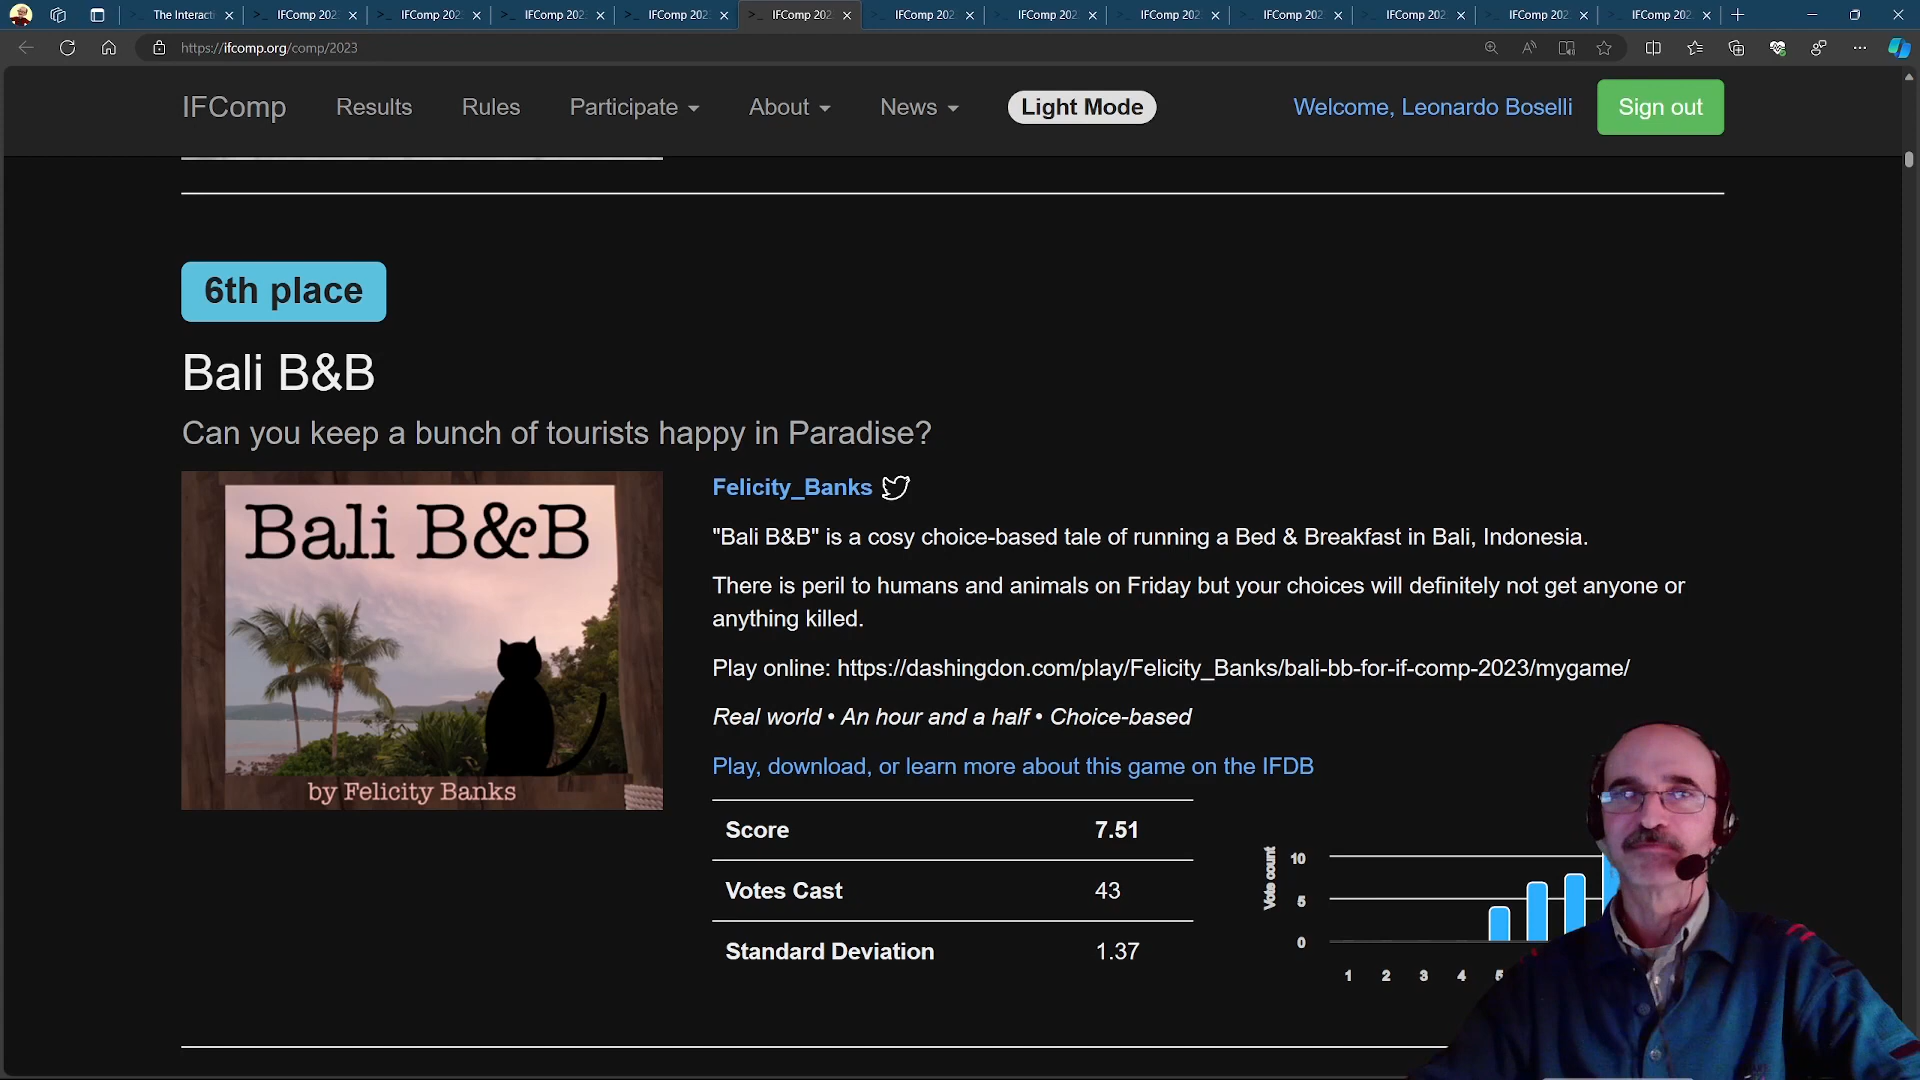 The Interacti
IFComp 202
IFComp 202
IFComp 202
IFComp 202
IFComp 202
IFComp 202
IFComp 202
IFComp 202
IFComp 202
IFComp 202
IFComp 202
IFComp 202
https://ifcomp.org/comp/2023
IFComp
Results
Rules
Participate
About
News
Light Mode
Welcome, Leonardo Boselli
Sign out
6th place
Bali B&B
Can you keep a bunch of tourists happy in Paradise?
Bali B&B
by Felicity Banks
Felicity_Banks
"Bali B&B" is a cosy choice-based tale of running a Bed & Breakfast in Bali, Indonesia.
There is peril to humans and animals on Friday but your choices will definitely not get anyone or
anything killed.
Play online: https://dashingdon.com/play/Felicity_Banks/bali-bb-for-if-comp-2023/mygame/
Real world • An hour and a half • Choice-based
Play, download, or learn more about this game on the IFDB
Score 7.51
Votes Cast 43
Standard Deviation 1.37
Vote count
10
5
0
1 2 3 4 5